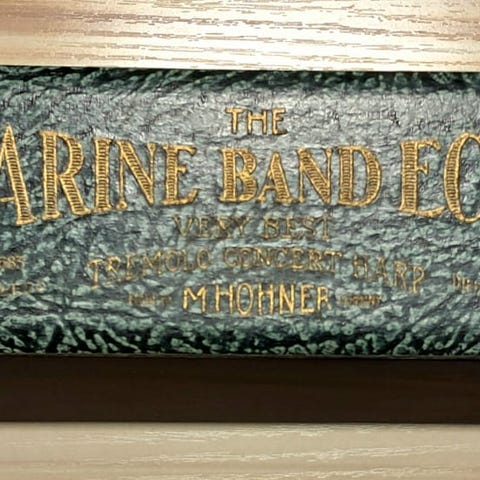 THE
ARINE BAND EC
VERY BEST
TREMOLO CONCERT HARP
M. HOHNER